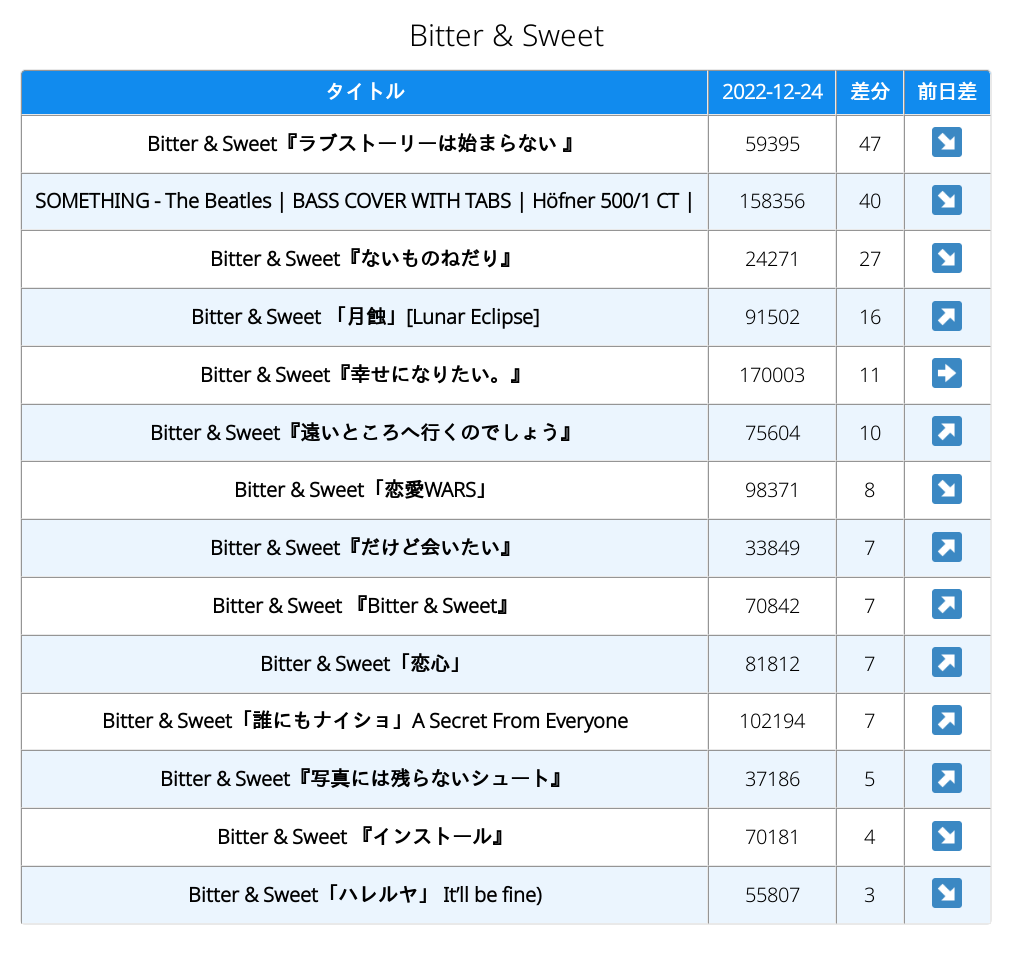 Bitter & Sweet
タイトル 2022-12-24 差分 前日差
Bitter & Sweet『ラブストーリーは始まらない 』 59395 47 ↘
SOMETHING - The Beatles | BASS COVER WITH TABS | Höfner 500/1 CT | 158356 40 ↘
Bitter & Sweet『ないものねだり』 24271 27 ↘
Bitter & Sweet 「月蝕」[Lunar Eclipse] 91502 16 ↗
Bitter & Sweet『幸せになりたい。』 170003 11 ➡
Bitter & Sweet『遠いところへ行くのでしょう』 75604 10 ↗
Bitter & Sweet「恋愛WARS」 98371 8 ↘
Bitter & Sweet『だけど会いたい』 33849 7 ↗
Bitter & Sweet 『Bitter & Sweet』 70842 7 ↗
Bitter & Sweet「恋心」 81812 7 ↗
Bitter & Sweet「誰にもナイショ」A Secret From Everyone 102194 7 ↗
Bitter & Sweet『写真には残らないシュート』 37186 5 ↗
Bitter & Sweet 『インストール』 70181 4 ↘
Bitter & Sweet「ハレルヤ」 It’ll be fine) 55807 3 ↘